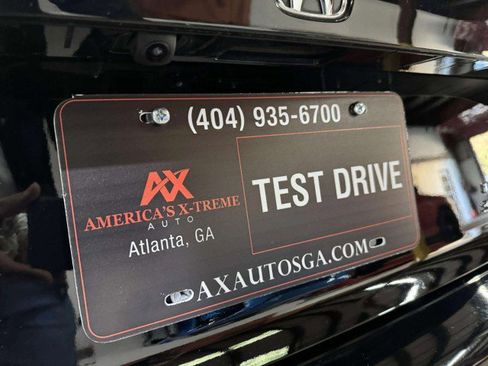 (404) 935-6700
AX
AMERICA'S X-TREME
AUTO
Atlanta, GA
TEST DRIVE
AXAUTOSGA.COM